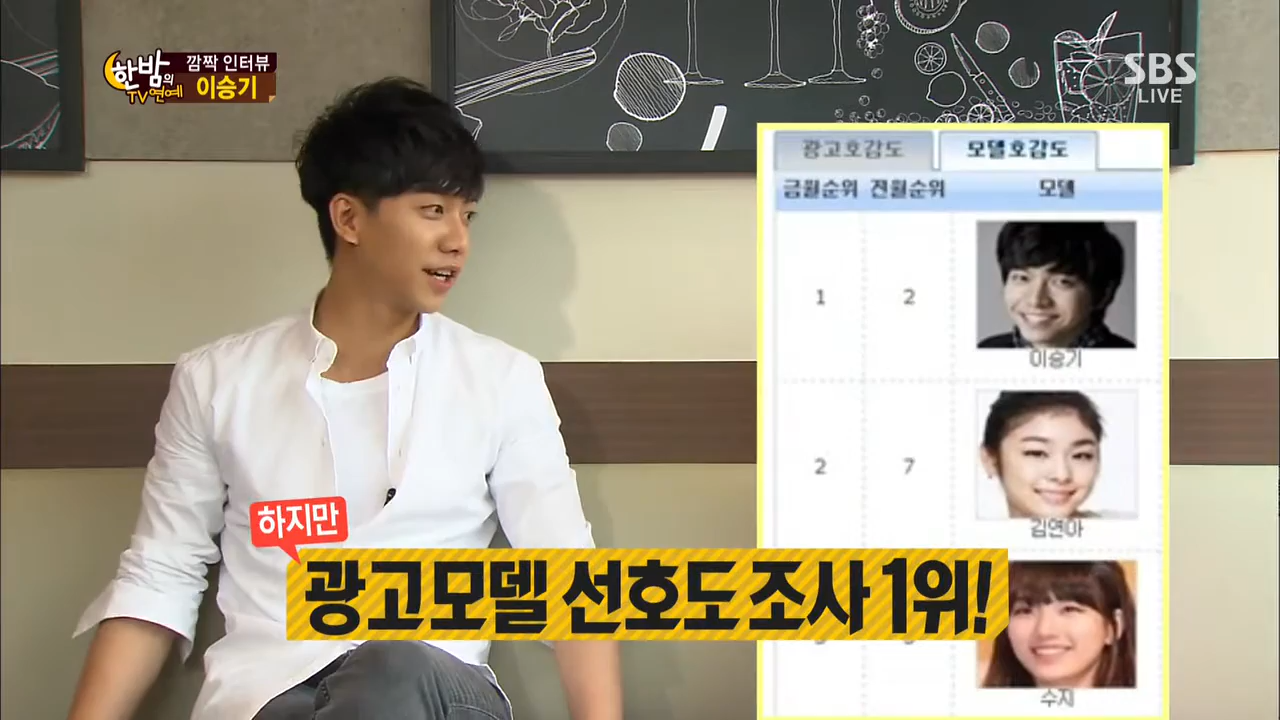 한밤의
TV연예
깜짝 인터뷰
이승기
SBS
LIVE
광고호감도 모델호감도
금월순위 전월순위 모델
1 2
이승기
2 7
김연아
수지
하지만
광고모델 선호도 조사 1위!